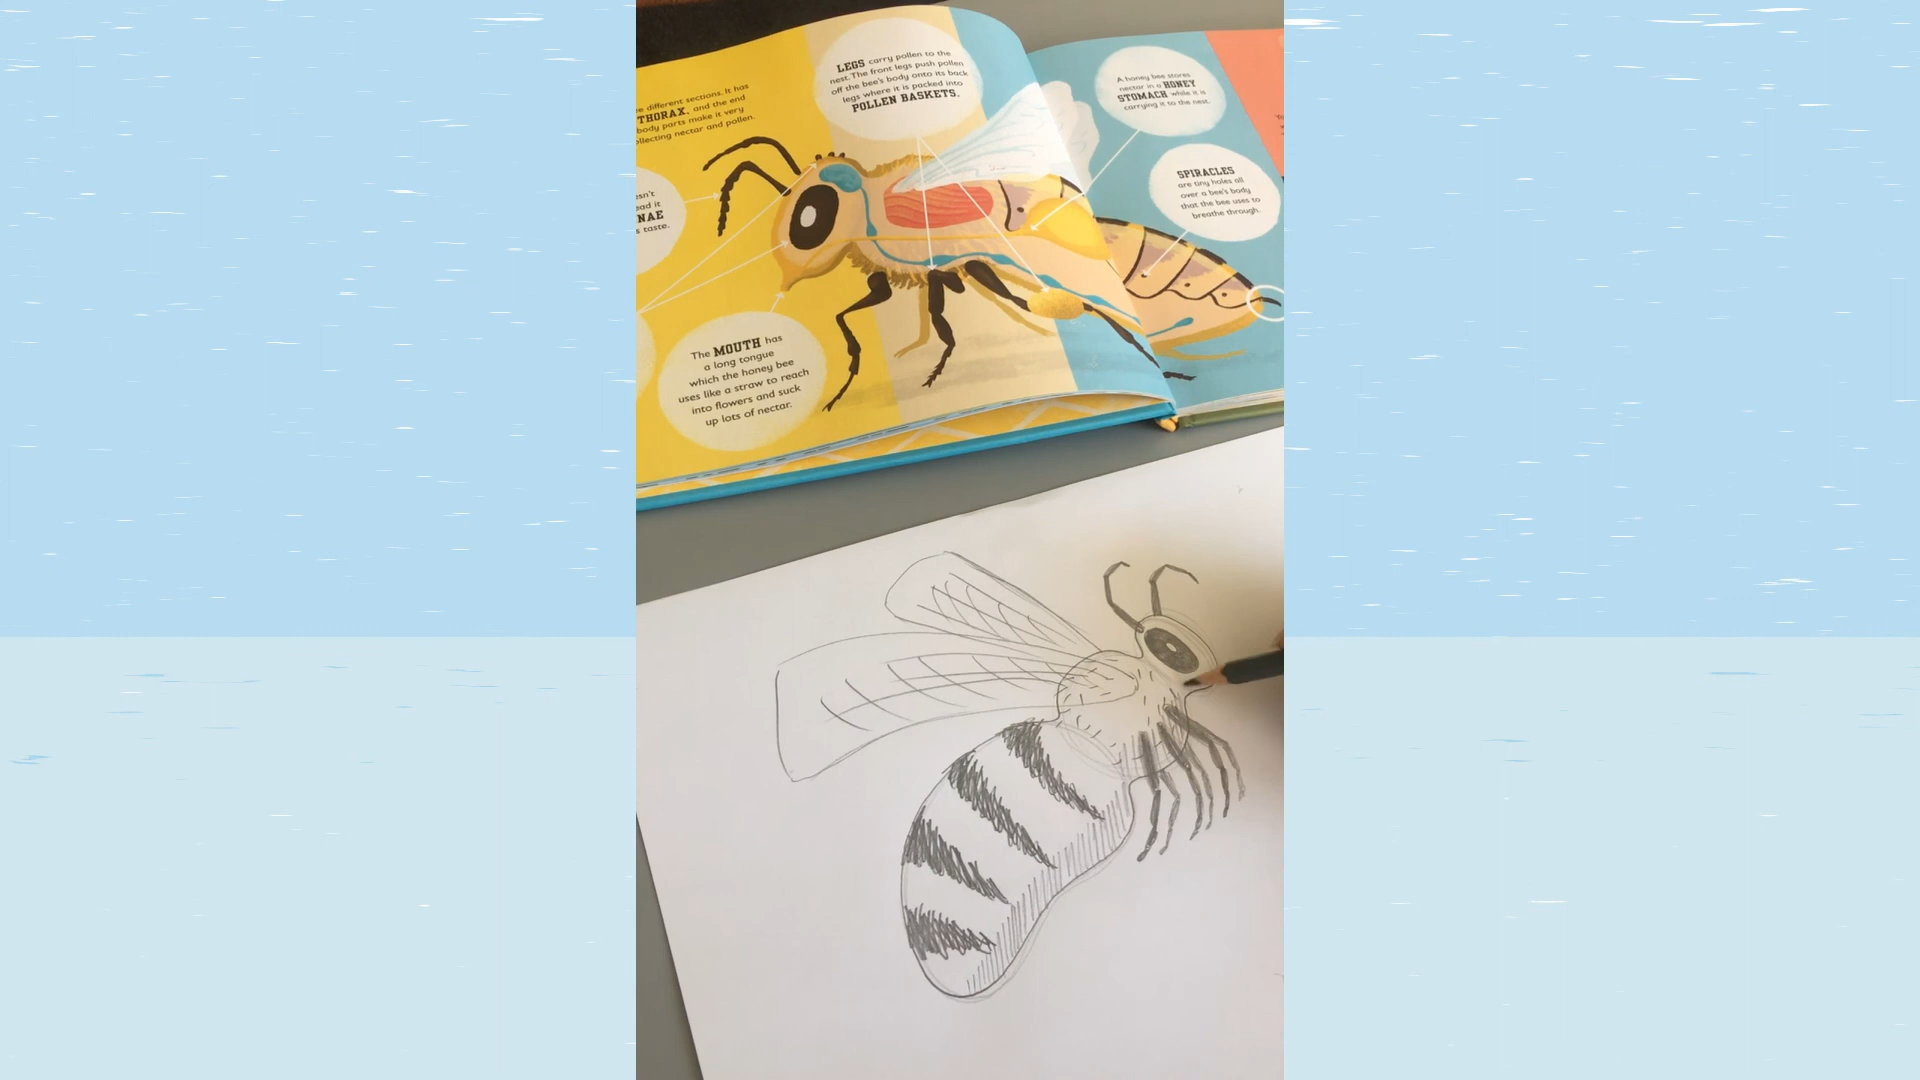 different sections. It has
THORAX, and the end
body parts make it very
collecting nectar and pollen.
LEGS carry pollen to the
nest. The front legs push pollen
off the bee's body onto its back
legs where it is packed into
POLLEN BASKETS.
A honey bee stores
nectar in a HONEY
STOMACH while it is
carrying it to the nest.
SPIRACLES
are tiny holes all
over a bee's body
that the bee uses to
breathe through.
taste.
The MOUTH has
a long tongue
which the honey bee
uses like a straw to reach
into flowers and suck
up lots of nectar.